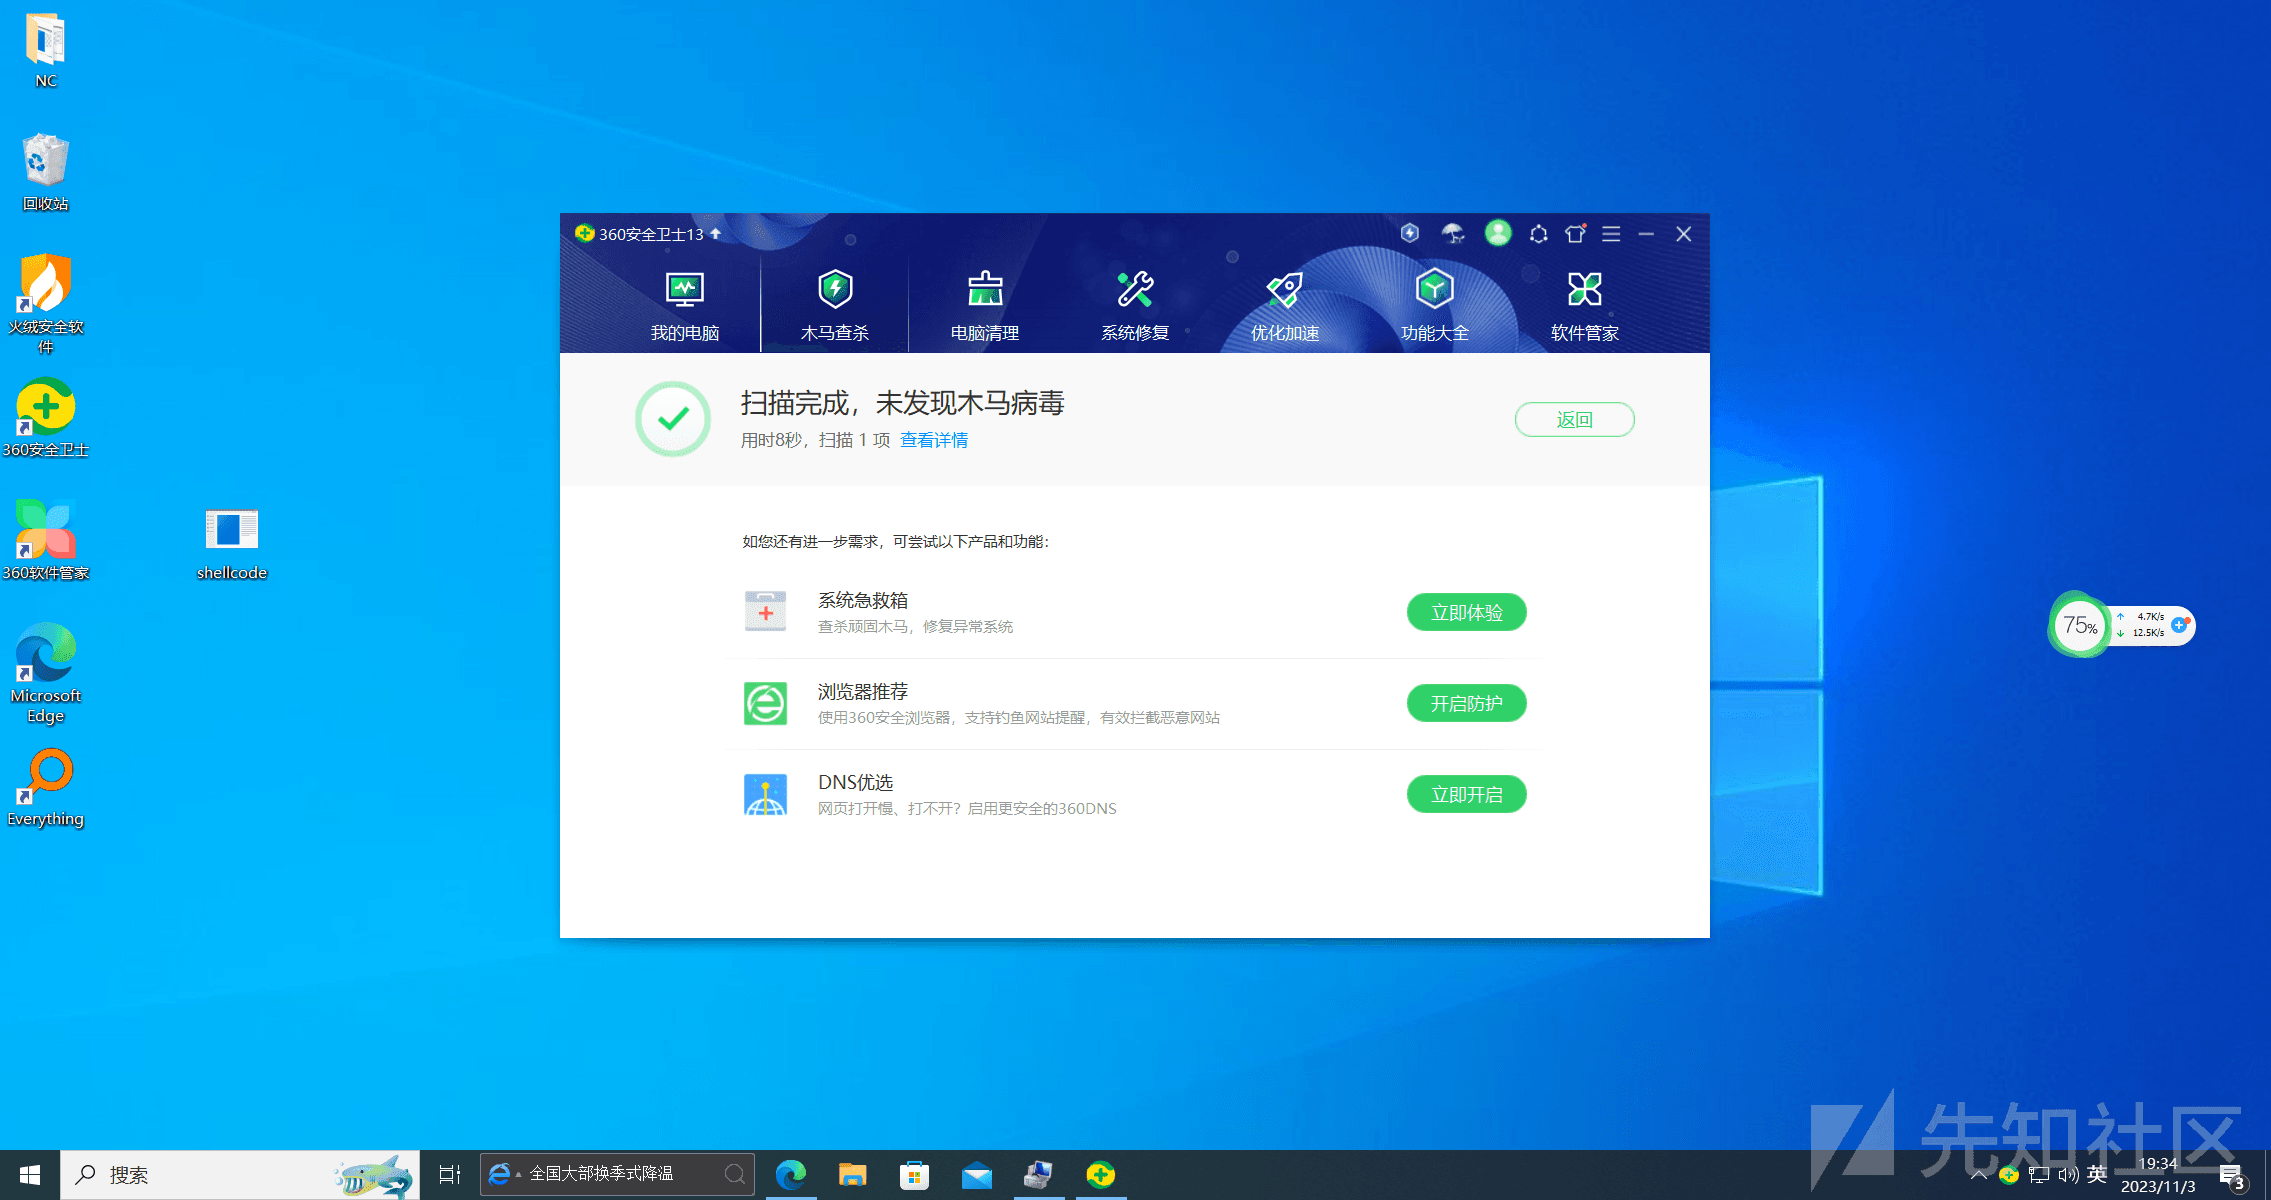 NC
回收站
火绒安全软
件
360安全卫士
360软件管家
shellcode
Microsoft
Edge
Everything
360安全卫士13
我的电脑
木马查杀
电脑清理
系统修复
优化加速
功能大全
软件管家
扫描完成，未发现木马病毒
用时8秒，扫描 1 项 查看详情
返回
如您还有进一步需求，可尝试以下产品和功能：
系统急救箱
查杀顽固木马，修复异常系统
立即体验
浏览器推荐
使用360安全浏览器，支持钓鱼网站提醒，有效拦截恶意网站
开启防护
DNS优选
网页打开慢、打不开？启用更安全的360DNS
立即开启
75%
4.7K/s
12.5K/s
先知社区
搜索
全国大部换季式降温
英
19:34
2023/11/3
3